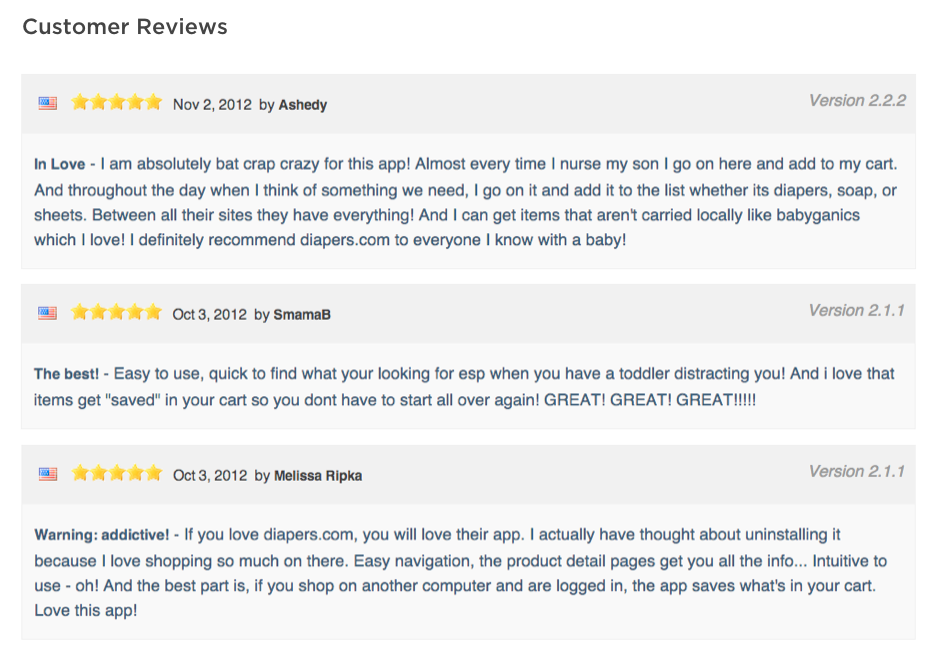 Customer Reviews
Nov 2, 2012 by Ashedy
Version 2.2.2
In Love - I am absolutely bat crap crazy for this app! Almost every time I nurse my son I go on here and add to my cart.
And throughout the day when I think of something we need, I go on it and add it to the list whether its diapers, soap, or
sheets. Between all their sites they have everything! And I can get items that aren't carried locally like babyganics
which I love! I definitely recommend diapers.com to everyone I know with a baby!
Oct 3, 2012 by SmamaB
Version 2.1.1
The best! - Easy to use, quick to find what your looking for esp when you have a toddler distracting you! And i love that
items get "saved" in your cart so you dont have to start all over again! GREAT! GREAT! GREAT!!!!!
Oct 3, 2012 by Melissa Ripka
Version 2.1.1
Warning: addictive! - If you love diapers.com, you will love their app. I actually have thought about uninstalling it
because I love shopping so much on there. Easy navigation, the product detail pages get you all the info... Intuitive to
use - oh! And the best part is, if you shop on another computer and are logged in, the app saves what's in your cart.
Love this app!